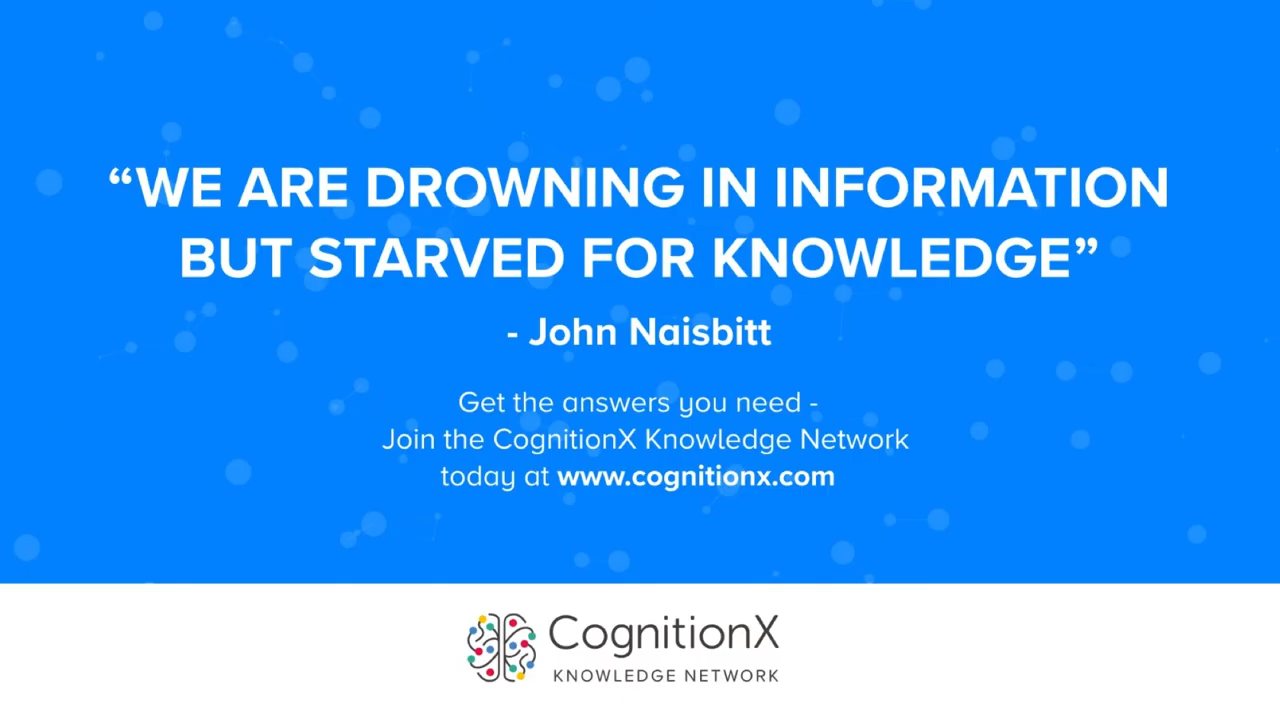 “WE ARE DROWNING IN INFORMATION
BUT STARVED FOR KNOWLEDGE”
- John Naisbitt
Get the answers you need -
Join the CognitionX Knowledge Network
today at www.cognitionx.com
CognitionX
KNOWLEDGE NETWORK